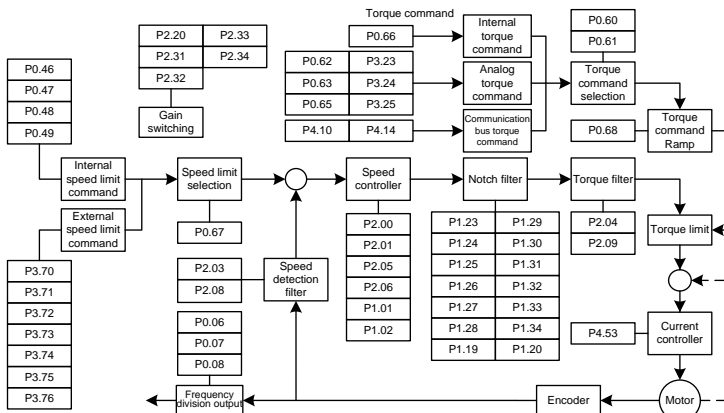 Torque command
P0.66
Internal
torque
command
P0.60
P0.61
P2.20 P2.33
P2.31 P2.34
P2.32
Gain
switching
P0.46
P0.47
P0.48
P0.49
P0.62 P3.23
P0.63 P3.24
P0.65 P3.25
Analog
torque
command
Torque
command
selection
P4.10 P4.14
Communication
bus torque
command
P0.68
Torque
command
Ramp
Internal
speed limit
command
Speed limit
selection
P0.67
Speed
controller
Notch filter
Torque filter
External
speed limit
command
P2.00
P2.01
P2.05
P2.06
P1.01
P1.02
P1.23 P1.29
P1.24 P1.30
P1.25 P1.31
P1.26 P1.32
P1.27 P1.33
P1.28 P1.34
P1.19 P1.20
P2.04
P2.09
Torque limit
P3.70
P3.71
P3.72
P3.73
P3.74
P3.75
P3.76
P2.03
P2.08
Speed
detection
filter
P0.06
P0.07
P0.08
P4.53
Current
controller
Frequency
division output
Encoder
Motor